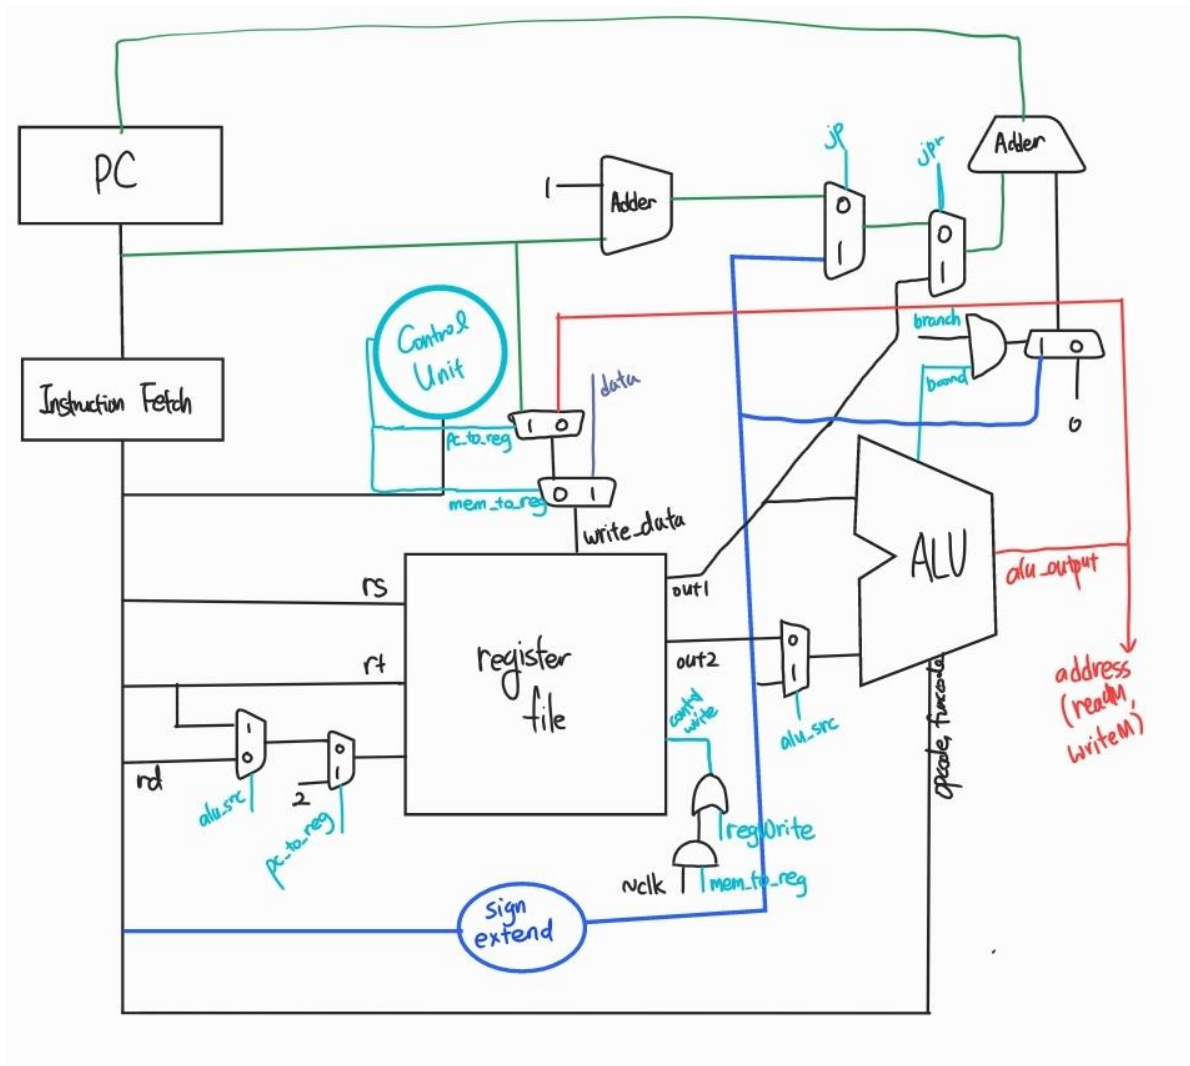 PC
Adder
jp
jpr
1
Adder
0
1
0
1
Control
Unit
branch
1
0
bcond
0
Instruction Fetch
data
1
0
pc_to_reg
0
1
mem_to_reg
write_data
ALU
alu_output
rs
out1
register
file
rt
out2
0
1
address
(readM,
writeM)
contd
write
alu_src
opcode, funccode
1
0
rd
0
1
2
alu_src
pc_to_reg
regWrite
~clk
mem_to_reg
sign
extend